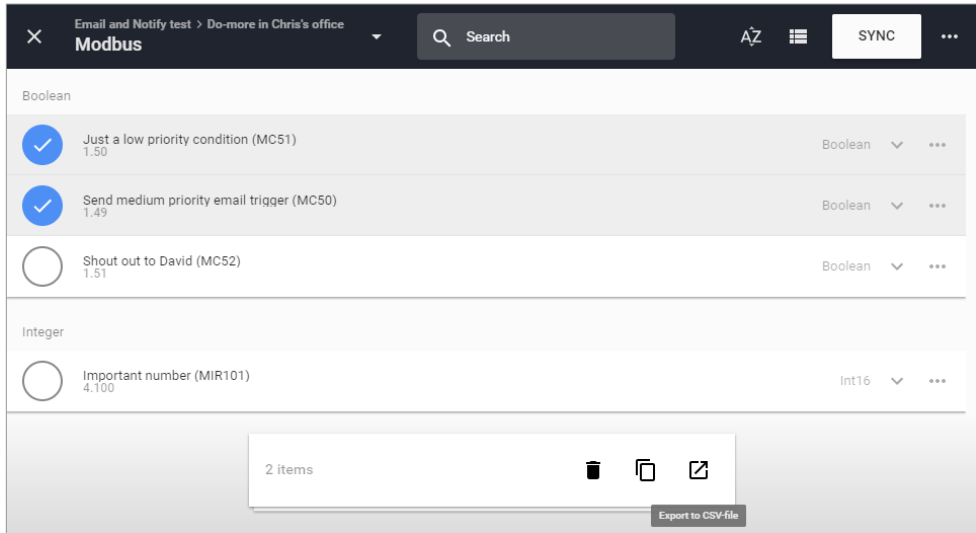 Email and Notify test > Do-more in Chris's office
Modbus
Search
AZ
SYNC
Boolean
Just a low priority condition (MC51)
1.50
Boolean
Send medium priority email trigger (MC50)
1.49
Boolean
Shout out to David (MC52)
1.51
Boolean
Integer
Important number (MIR101)
4.100
Int16
2 items
Export to CSV-file